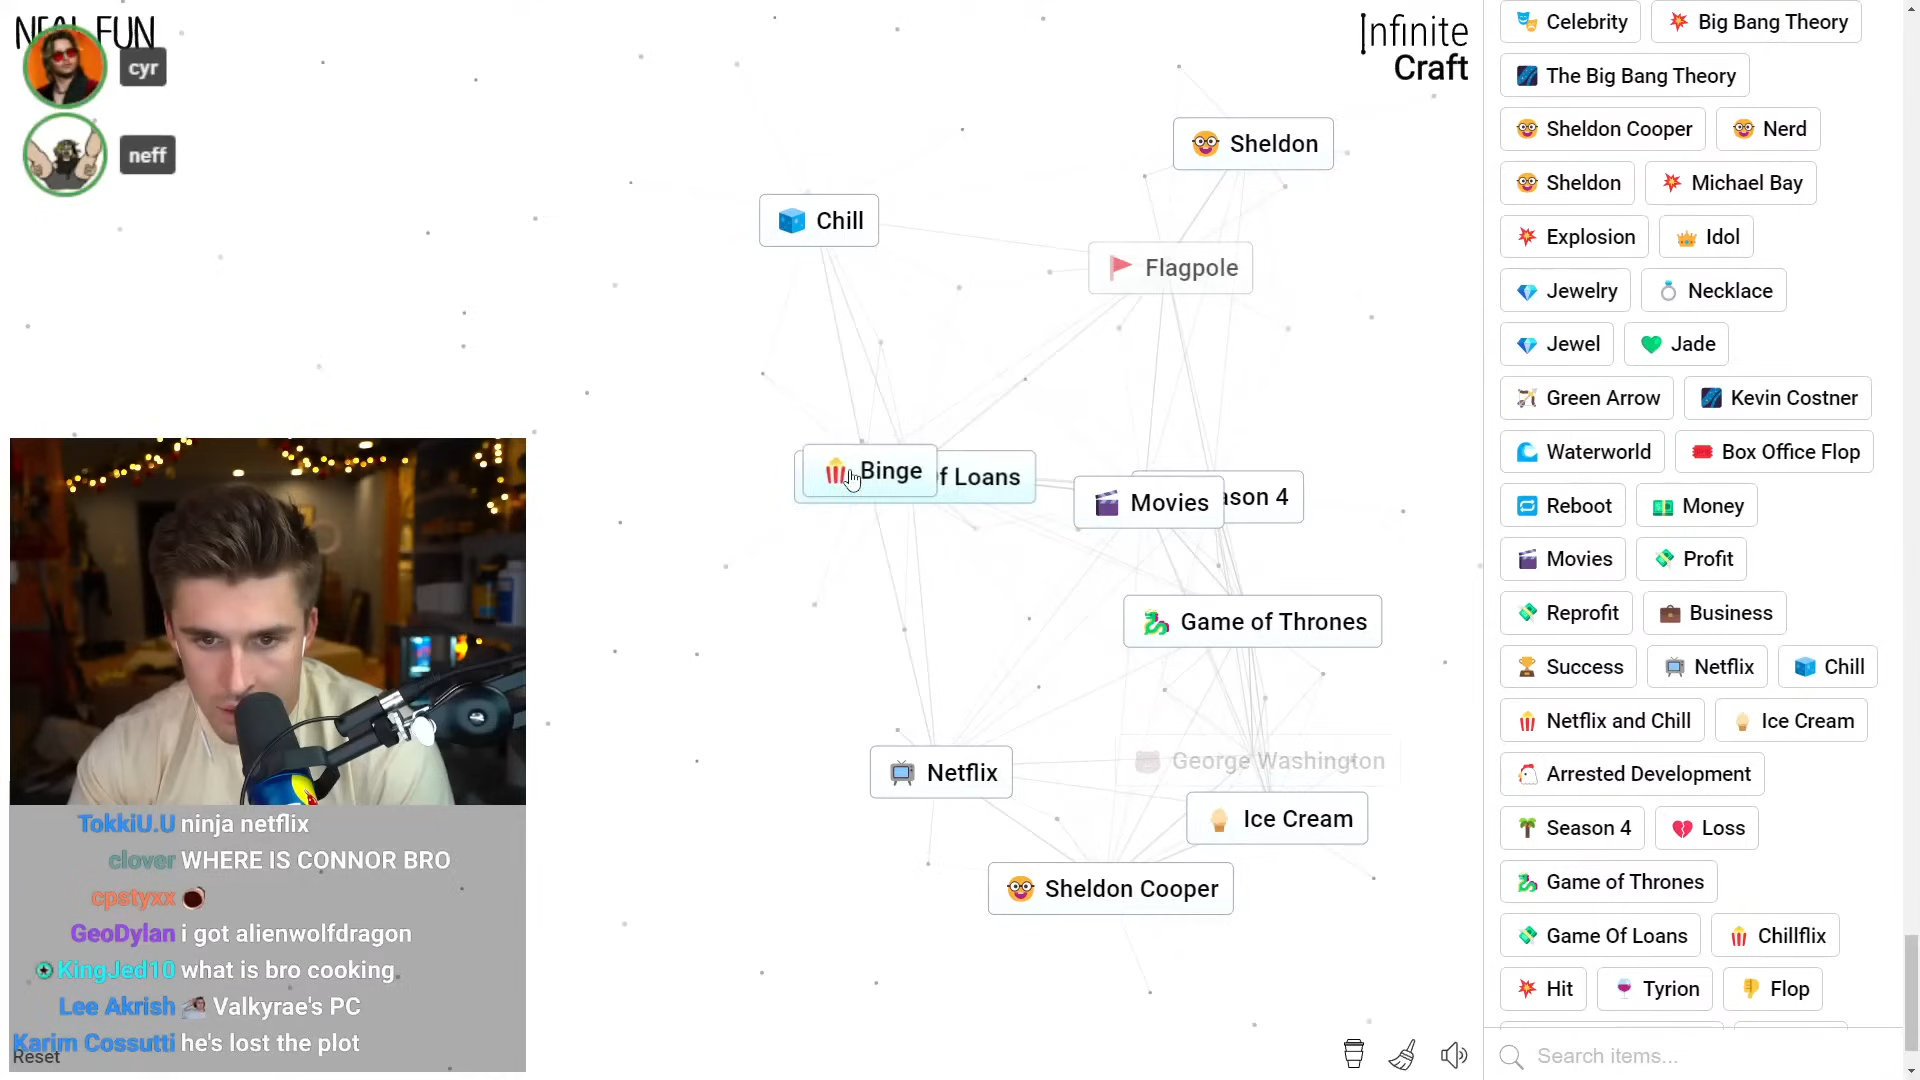 NEAL.FUN
cyr
neff
Infinite
Craft
Sheldon
Chill
Flagpole
Binge
f Loans
Movies
ason 4
Game of Thrones
George Washington
Netflix
Ice Cream
Sheldon Cooper
TokkiU.U ninja netflix
clover WHERE IS CONNOR BRO
cpstyxx
GeoDylan i got alienwolfdragon
KingJed10 what is bro cooking
Lee Akrish Valkyrae's PC
Karim Cossutti he's lost the plot
Reset
Celebrity Big Bang Theory
The Big Bang Theory
Sheldon Cooper Nerd
Sheldon Michael Bay
Explosion Idol
Jewelry Necklace
Jewel Jade
Green Arrow Kevin Costner
Waterworld Box Office Flop
Reboot Money
Movies Profit
Reprofit Business
Success Netflix Chill
Netflix and Chill Ice Cream
Arrested Development
Season 4 Loss
Game of Thrones
Game Of Loans Chillflix
Hit Tyrion Flop
Search items...